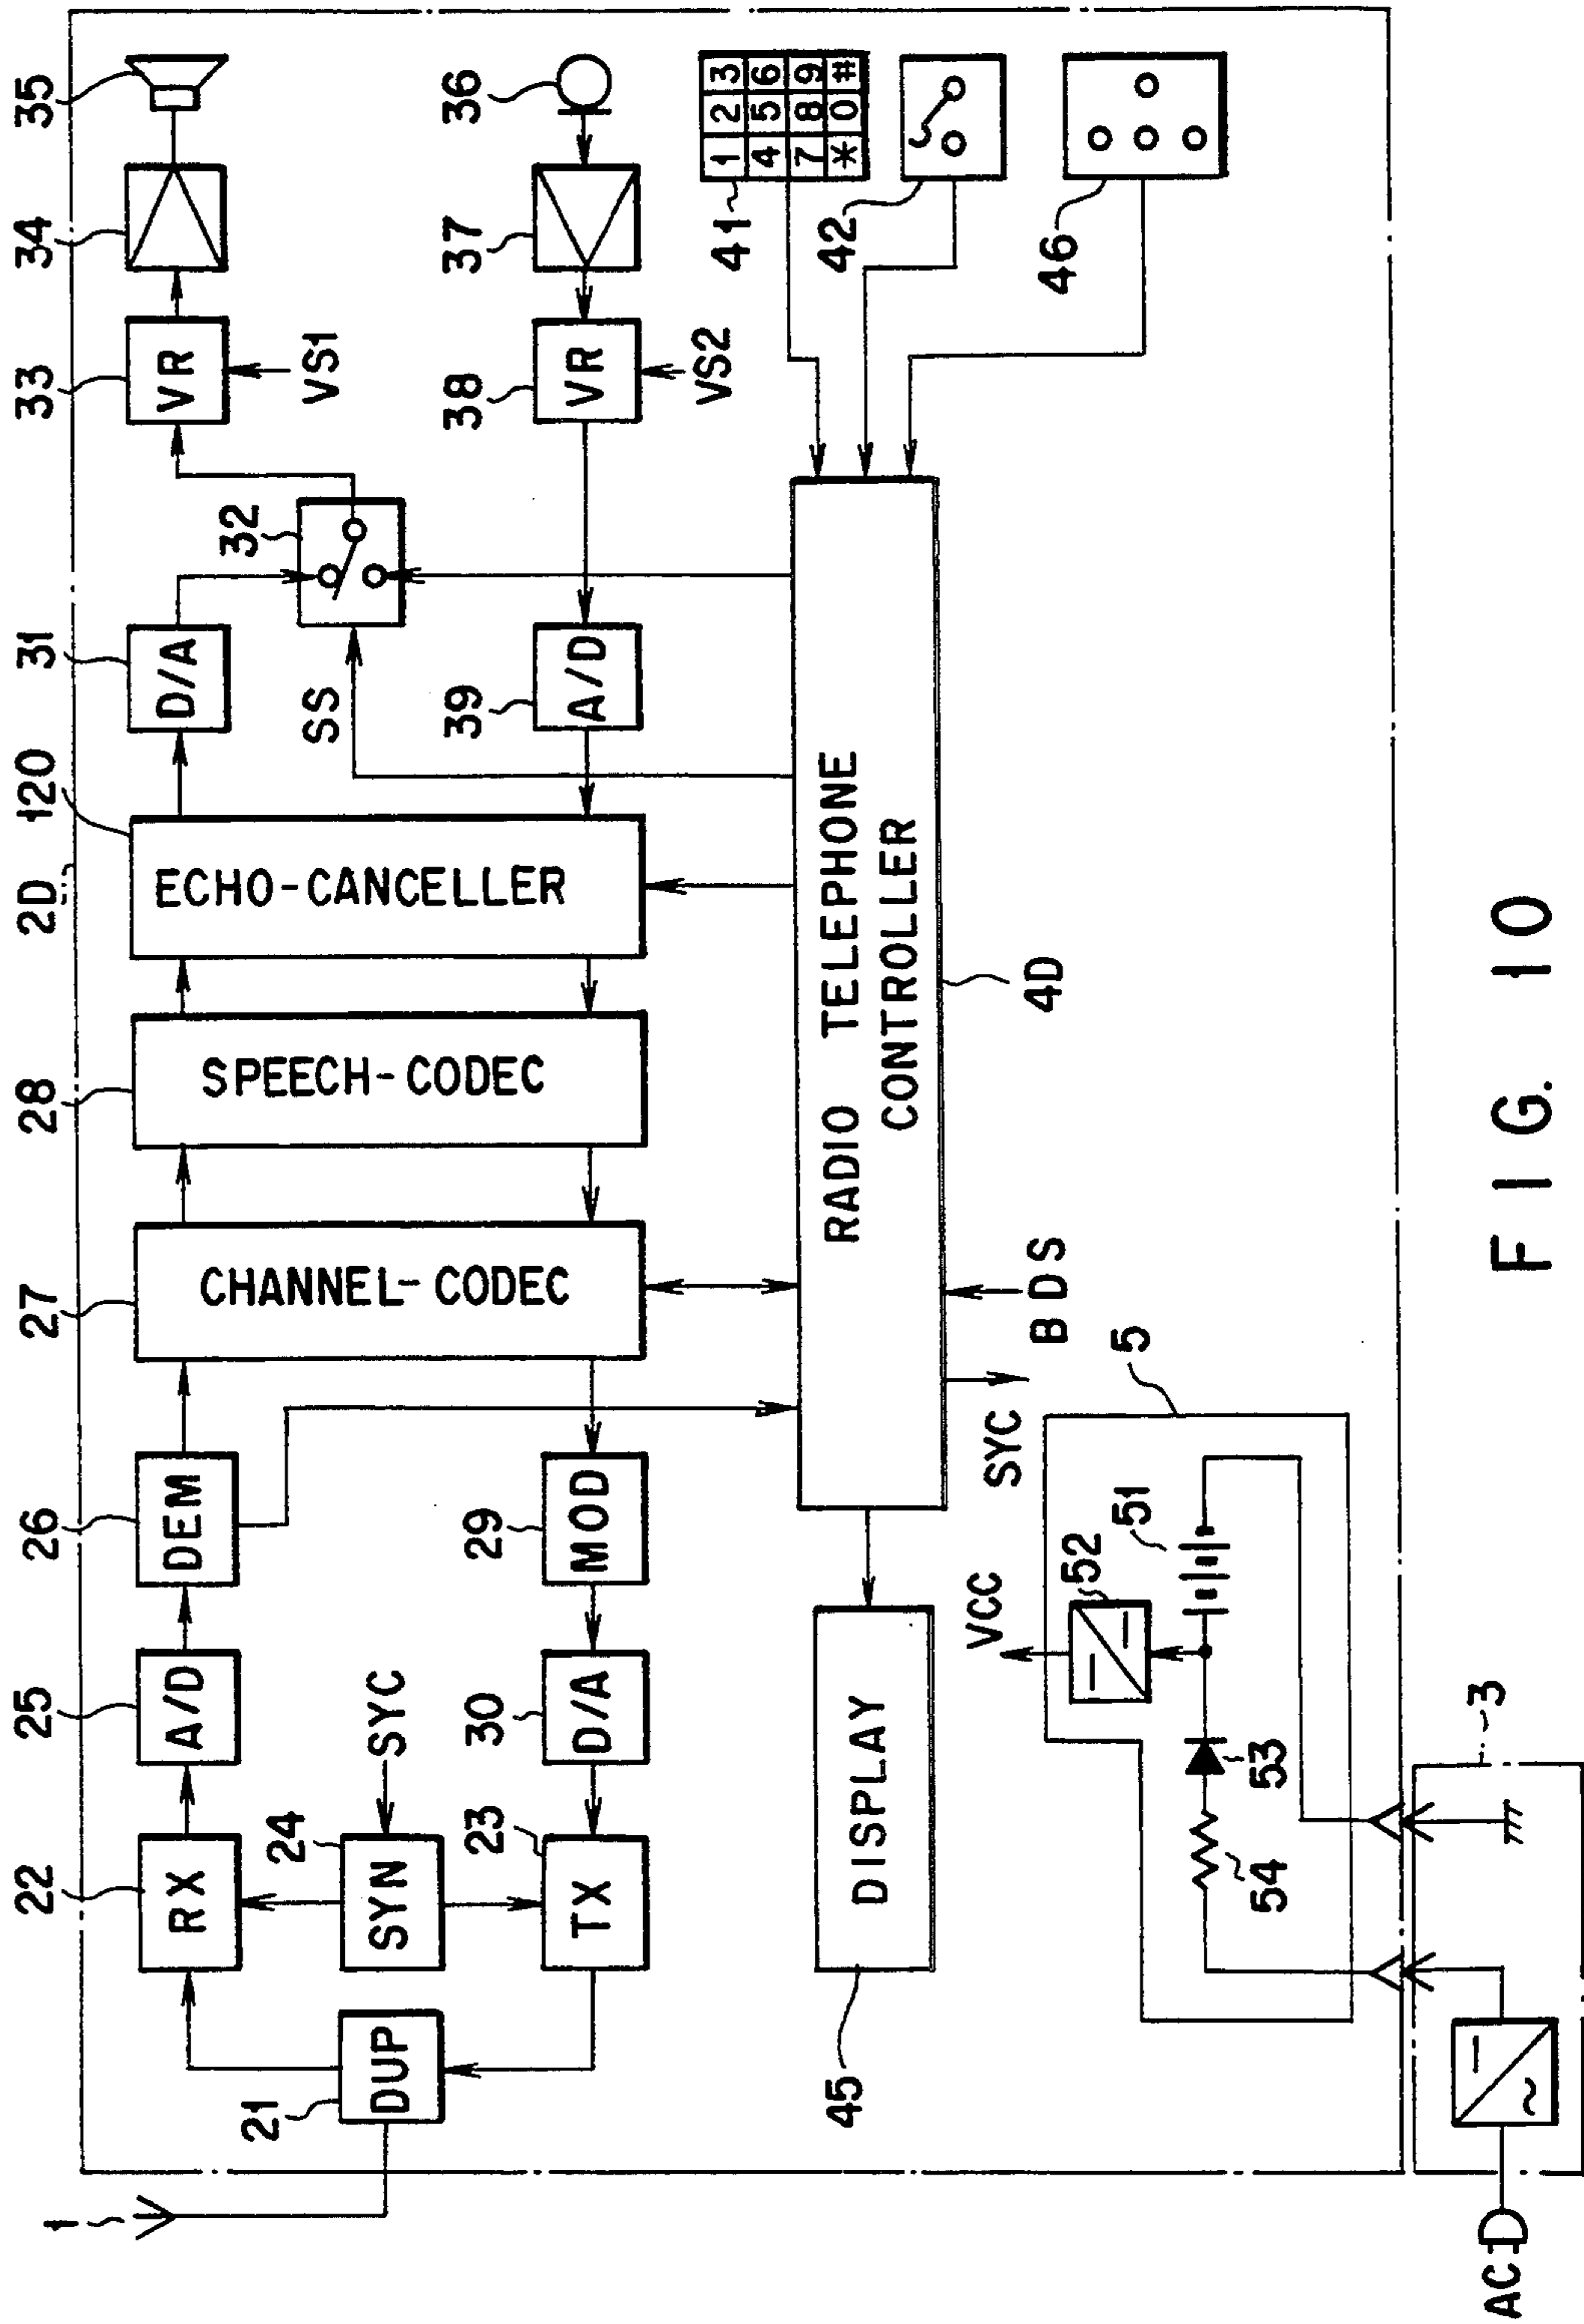 1
2D
120
21
DUP
22
RX
25
A/D
26
DEM
27
CHANNEL-CODEC
28
SPEECH-CODEC
ECHO-CANCELLER
31
D/A
32
SS
33
VR
VS1
34
35
24
SYN
SYC
23
TX
30
D/A
29
MOD
39
A/D
38
VR
VS2
37
36
41
1 2 3
4 5 6
7 8 9
* 0 #
42
46
RADIO TELEPHONE
CONTROLLER
4D
BDS
SYC
45
DISPLAY
5
VCC
52
51
53
54
3
AC
FIG. 10